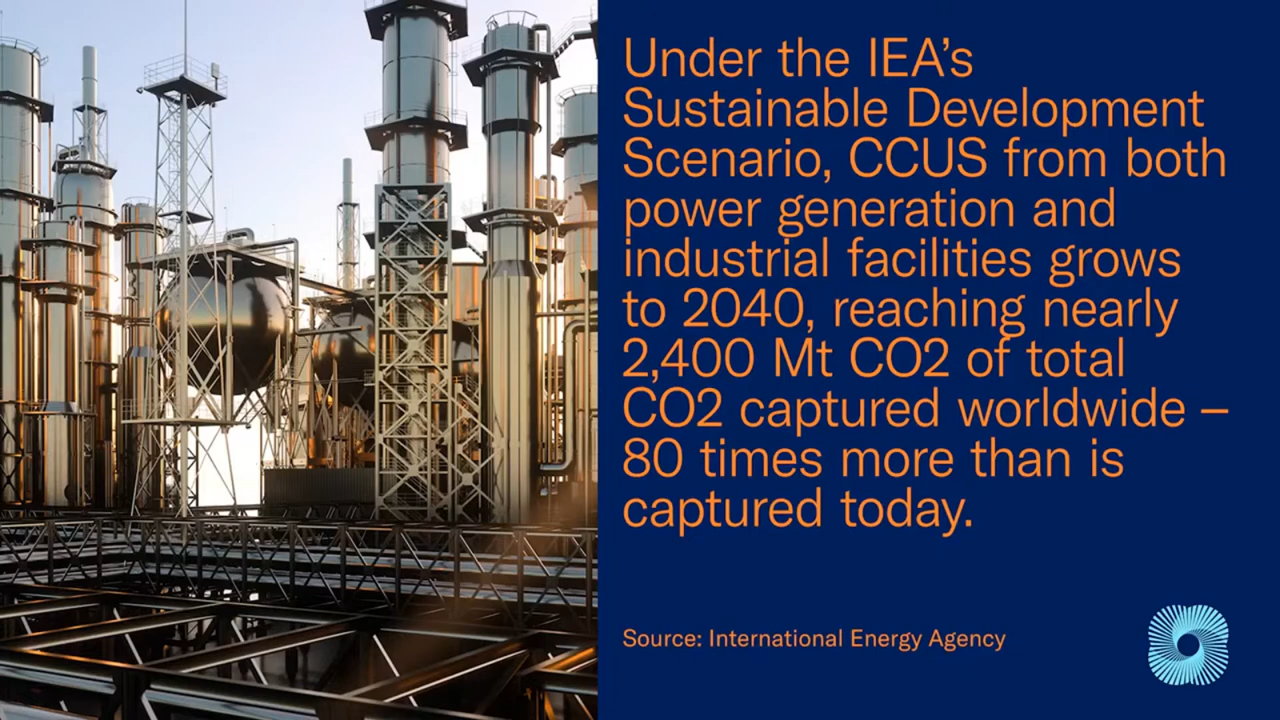 Under the IEA’s
Sustainable Development
Scenario, CCUS from both
power generation and
industrial facilities grows
to 2040, reaching nearly
2,400 Mt CO2 of total
CO2 captured worldwide –
80 times more than is
captured today.
Source: International Energy Agency